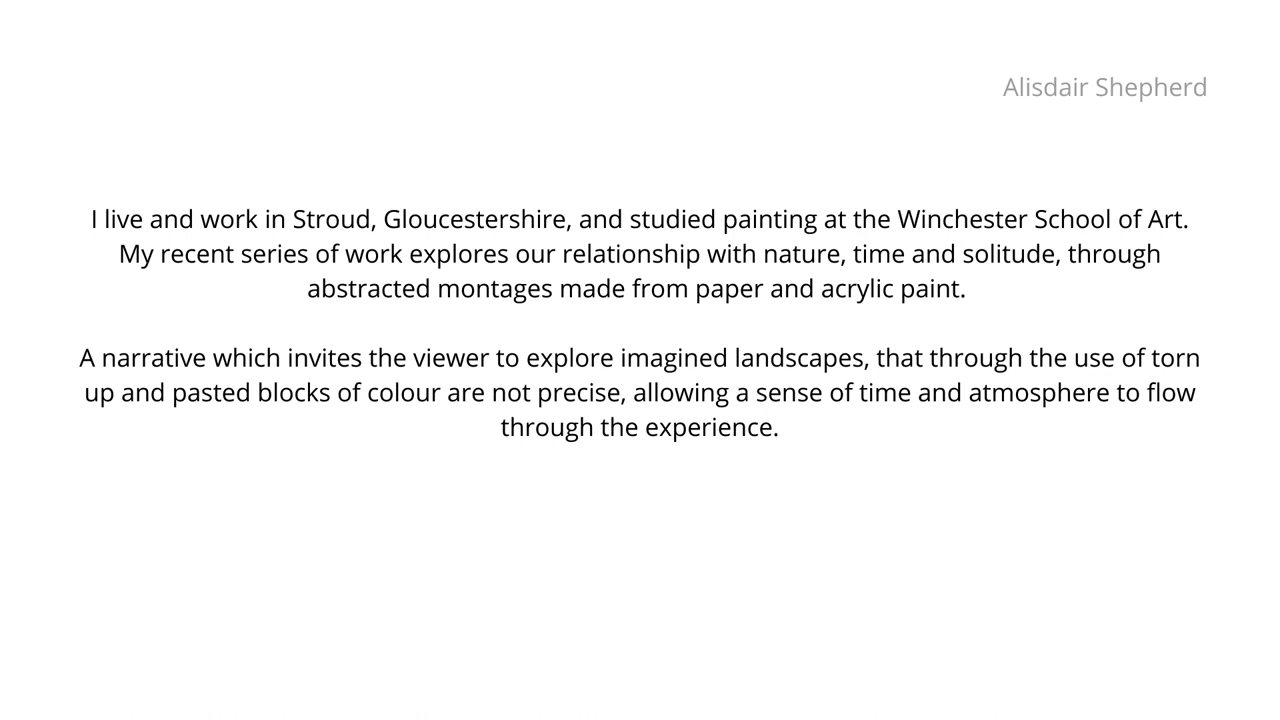 Alisdair Shepherd
I live and work in Stroud, Gloucestershire, and studied painting at the Winchester School of Art.
My recent series of work explores our relationship with nature, time and solitude, through
abstracted montages made from paper and acrylic paint.
A narrative which invites the viewer to explore imagined landscapes, that through the use of torn
up and pasted blocks of colour are not precise, allowing a sense of time and atmosphere to flow
through the experience.